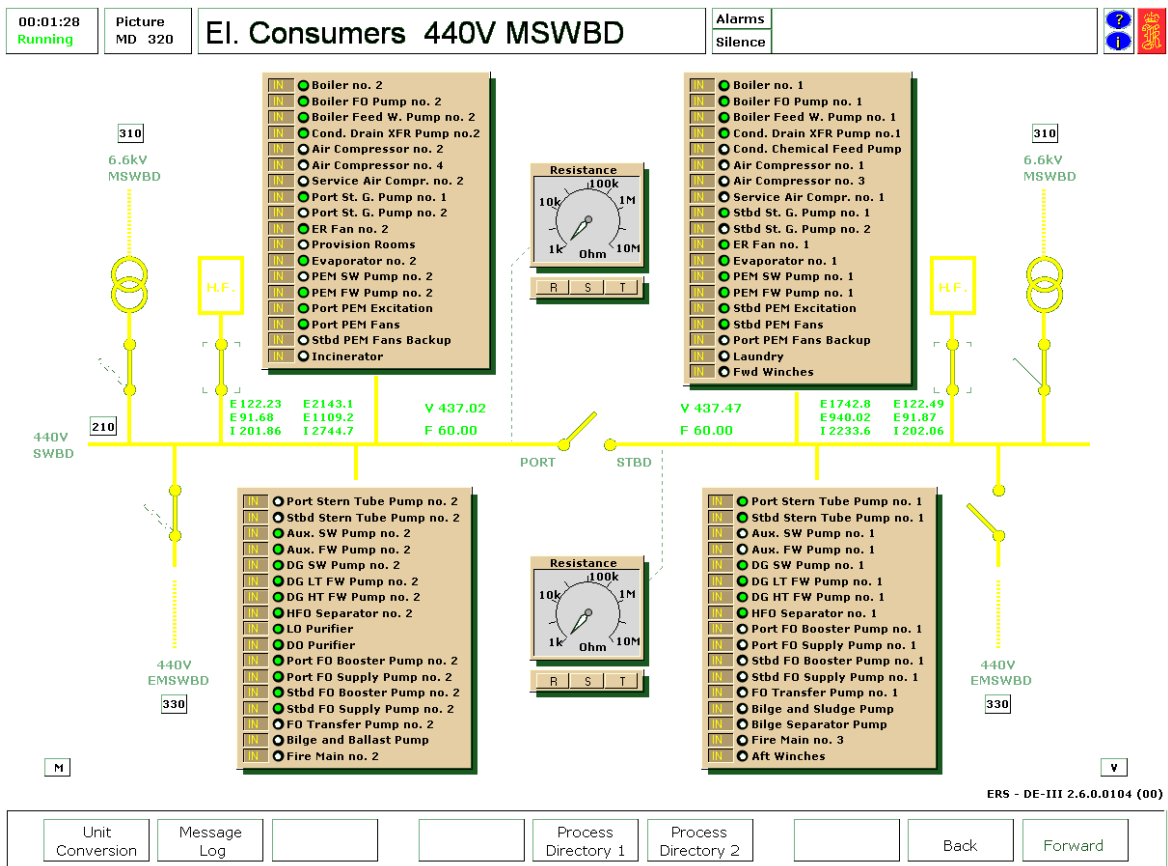 00:01:28
Running
Picture
MD 320
El. Consumers 440V MSWBD
Alarms
Silence
?
i
IN Boiler no. 2
IN Boiler FO Pump no. 2
IN Boiler Feed W. Pump no. 2
IN Cond. Drain XFR Pump no.2
IN Air Compressor no. 2
IN Air Compressor no. 4
IN Service Air Compr. no. 2
IN Port St. G. Pump no. 1
IN Port St. G. Pump no. 2
IN ER Fan no. 2
IN Provision Rooms
IN Evaporator no. 2
IN PEM SW Pump no. 2
IN PEM FW Pump no. 2
IN Port PEM Excitation
IN Port PEM Fans
IN Stbd PEM Fans Backup
IN Incinerator
IN Boiler no. 1
IN Boiler FO Pump no. 1
IN Boiler Feed W. Pump no. 1
IN Cond. Drain XFR Pump no.1
IN Cond. Chemical Feed Pump
IN Air Compressor no. 1
IN Air Compressor no. 3
IN Service Air Compr. no. 1
IN Stbd St. G. Pump no. 1
IN Stbd St. G. Pump no. 2
IN ER Fan no. 1
IN Evaporator no. 1
IN PEM SW Pump no. 1
IN PEM FW Pump no. 1
IN Stbd PEM Excitation
IN Stbd PEM Fans
IN Port PEM Fans Backup
IN Laundry
IN Fwd Winches
310
6.6kV
MSWBD
H.F.
Resistance
100k
10k 1M
1k Ohm 10M
R S T
310
6.6kV
MSWBD
H.F.
E 122.23 E 2143.1
E 91.68 E 1109.2
I 201.86 I 2744.7
V 437.02
F 60.00
V 437.47
F 60.00
E 1742.8 E 122.49
E 940.02 E 91.87
I 2233.6 I 202.06
210
440V
SWBD
PORT STBD
IN Port Stern Tube Pump no. 2
IN Stbd Stern Tube Pump no. 2
IN Aux. SW Pump no. 2
IN Aux. FW Pump no. 2
IN DG SW Pump no. 2
IN DG LT FW Pump no. 2
IN DG HT FW Pump no. 2
IN HFO Separator no. 2
IN LO Purifier
IN DO Purifier
IN Port FO Booster Pump no. 2
IN Port FO Supply Pump no. 2
IN Stbd FO Booster Pump no. 2
IN Stbd FO Supply Pump no. 2
IN FO Transfer Pump no. 2
IN Bilge and Ballast Pump
IN Fire Main no. 2
Resistance
100k
10k 1M
1k Ohm 10M
R S T
IN Port Stern Tube Pump no. 1
IN Stbd Stern Tube Pump no. 1
IN Aux. SW Pump no. 1
IN Aux. FW Pump no. 1
IN DG SW Pump no. 1
IN DG LT FW Pump no. 1
IN DG HT FW Pump no. 1
IN HFO Separator no. 1
IN Port FO Booster Pump no. 1
IN Port FO Supply Pump no. 1
IN Stbd FO Booster Pump no. 1
IN Stbd FO Supply Pump no. 1
IN FO Transfer Pump no. 1
IN Bilge and Sludge Pump
IN Bilge Separator Pump
IN Fire Main no. 3
IN Aft Winches
440V
EMSWBD
330
440V
EMSWBD
330
M
V
ERS - DE-III 2.6.0.0104 (00)
Unit
Conversion
Message
Log
Process
Directory 1
Process
Directory 2
Back
Forward